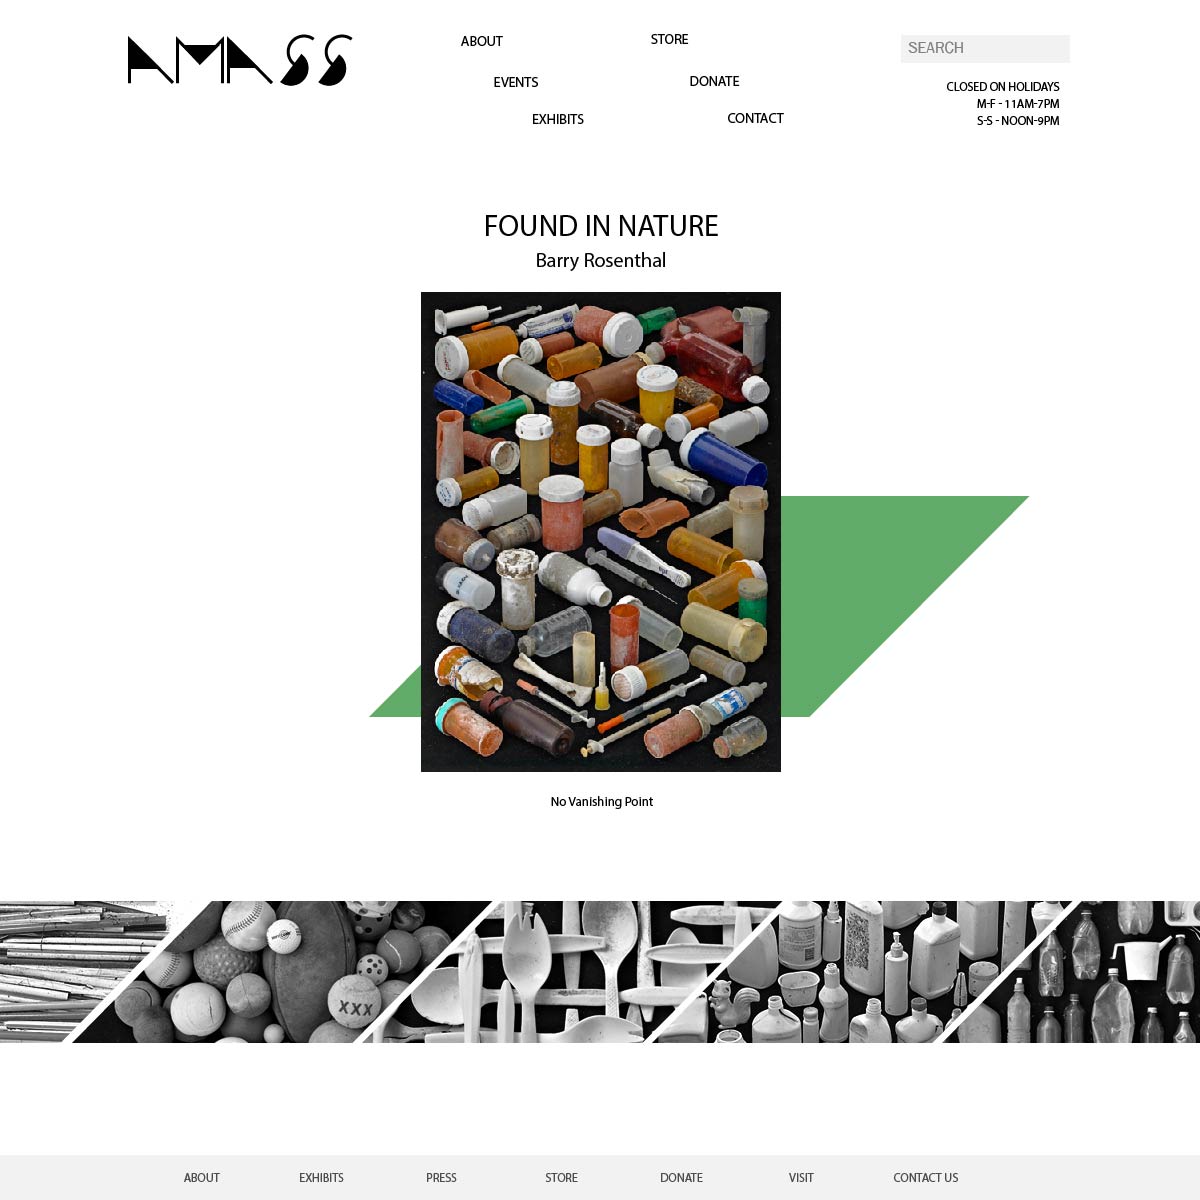 AMASS
ABOUT
STORE
SEARCH
EVENTS
DONATE
CLOSED ON HOLIDAYS
M-F - 11AM-7PM
EXHIBITS
CONTACT
S-S - NOON-9PM
FOUND IN NATURE
Barry Rosenthal
No Vanishing Point
XXX
ABOUT
EXHIBITS
PRESS
STORE
DONATE
VISIT
CONTACT US